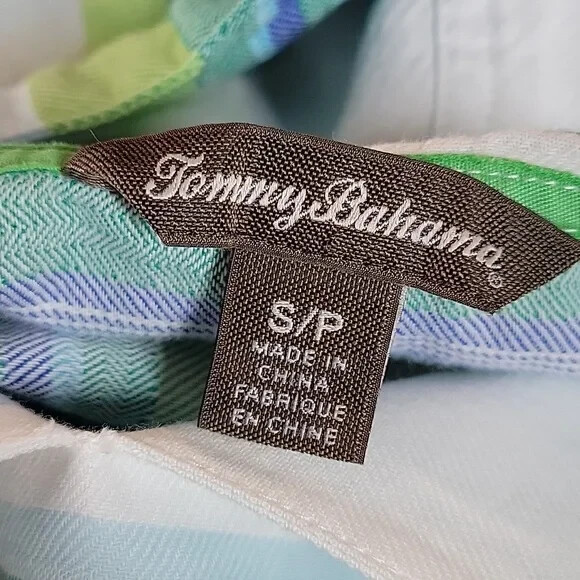 Tommy Bahama®
S/P
MADE IN
CHINA
FABRIQUE
EN CHINE